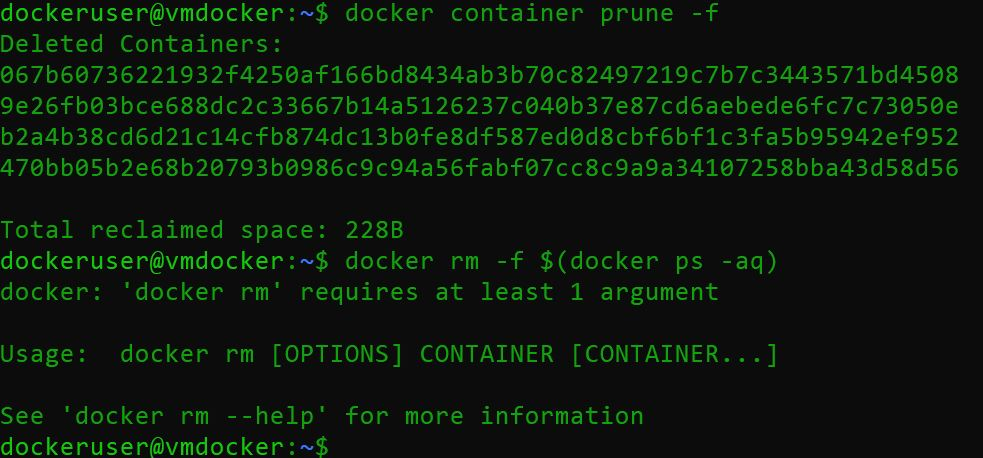 dockeruser@vmdocker:~$ docker container prune -f
Deleted Containers:
067b60736221932f4250af166bd8434ab3b70c82497219c7b7c3443571bd4508
9e26fb03bce688dc2c33667b14a5126237c040b37e87cd6aebede6fc7c73050e
b2a4b38cd6d21c14cfb874dc13b0fe8df587ed0d8cbf6bf1c3fa5b95942ef952
470bb05b2e68b20793b0986c9c94a56fabf07cc8c9a9a34107258bba43d58d56

Total reclaimed space: 228B
dockeruser@vmdocker:~$ docker rm -f $(docker ps -aq)
docker: 'docker rm' requires at least 1 argument

Usage:  docker rm [OPTIONS] CONTAINER [CONTAINER...]

See 'docker rm --help' for more information
dockeruser@vmdocker:~$